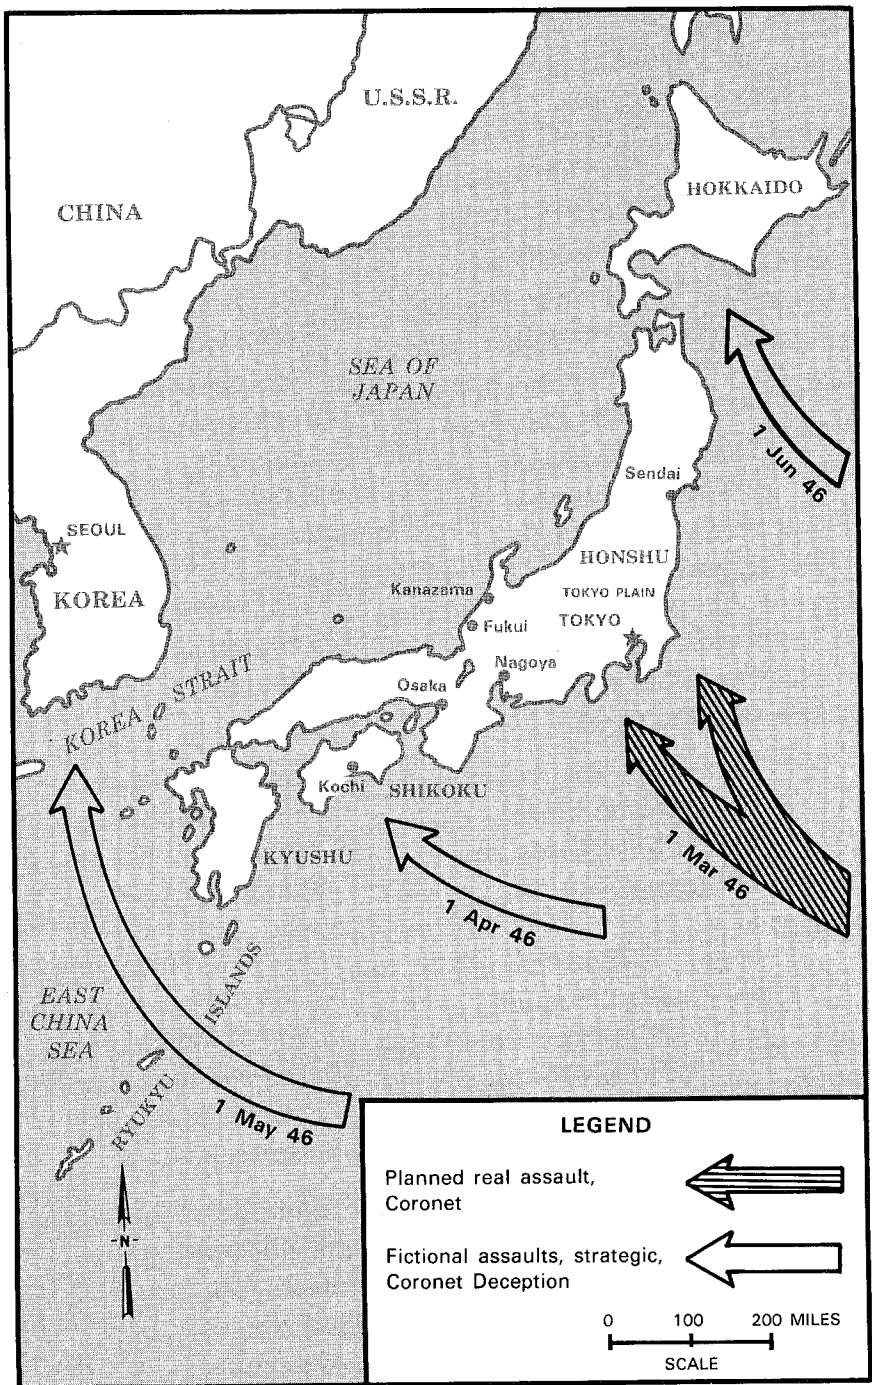 U.S.S.R.
CHINA
HOKKAIDO
SEA OF
JAPAN
1 Jun 46
Sendai
SEOUL
HONSHU
KOREA
Kanazama
TOKYO PLAIN
Fukui
TOKYO
Nagoya
KOREA STRAIT
Osaka
Kochi
SHIKOKU
KYUSHU
1 Mar 46
1 Apr 46
EAST
CHINA
SEA
RYUKYU ISLANDS
1 May 46
-N-
LEGEND
Planned real assault,
Coronet
Fictional assaults, strategic,
Coronet Deception
0 100 200 MILES
SCALE